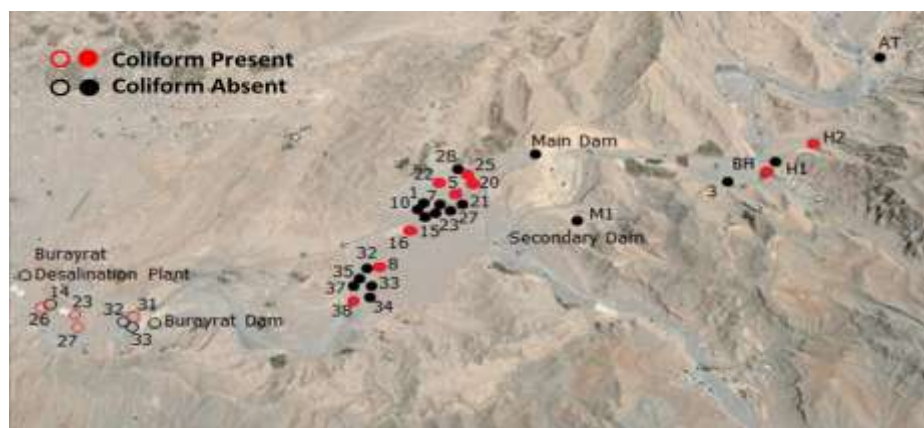 Coliform Present
Coliform Absent
AT
Main Dam
H2
28
25
BH
H1
22
5
20
3
1
7
10
21
M1
27
15
23
16
Secondary Dam
32
8
Burayrat
Desalination Plant
35
14
37
33
23
31
32
38
34
26
Burayrat Dam
27
33